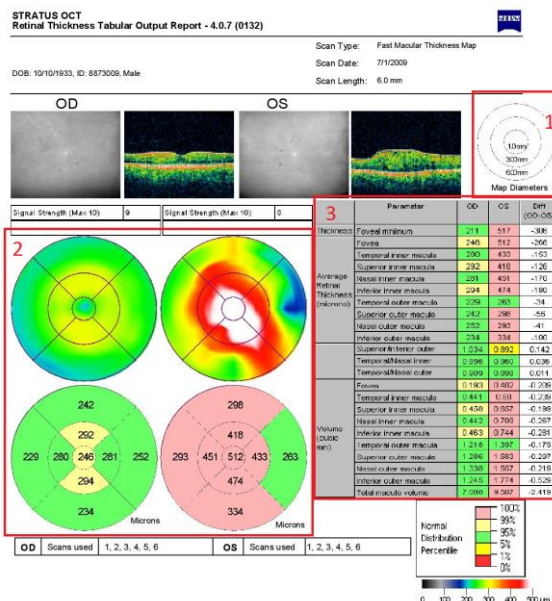 STRATUS OCT
Retinal Thickness Tabular Output Report - 4.0.7 (0132)
ZEISS
Scan Type: Fast Macular Thickness Map
Scan Date: 7/1/2009
DOB: 10/10/1933, ID: 8873009, Male
Scan Length: 6.0 mm
OD OS
1
Map Diameters
Signal Strength (Max 10) 9 Signal Strength (Max 10)
2
3
Parameter OD OS Diff (OD-OS)
Thickness Foveal minimum 211 517 -306
Average Retinal Thickness (microns)
Fovea 246 512 -266
Temporal inner macula 280 433 -153
Superior inner macula 292 418 -126
Nasal inner macula 281 451 -170
Inferior inner macula 294 474 -180
Temporal outer macula 229 263 -34
Superior outer macula 242 298 -56
Nasal outer macula 252 293 -41
Inferior outer macula 234 334 -100
Superior/Inferior outer 1.034 0.892 0.142
Temporal/Nasal inner 0.996 0.960 0.036
Temporal/Nasal outer 0.909 0.898 0.011
Volume (cubic mm)
Fovea 0.193 0.402 -0.209
Temporal inner macula 0.441 0.68 -0.239
Superior inner macula 0.458 0.657 -0.199
Nasal inner macula 0.442 0.709 -0.267
Inferior inner macula 0.463 0.744 -0.281
Temporal outer macula 1.218 1.397 -0.179
Superior outer macula 1.286 1.583 -0.297
Nasal outer macula 1.338 1.557 -0.219
Inferior outer macula 1.245 1.774 -0.529
Total macula volume 9.507 -2.419
242
292
229 280 246 281 252
294
234
Microns
298
418
293 451 512 433 263
474
334
Microns
OD Scans used 1, 2, 3, 4, 5, 6 OS Scans used 1, 2, 3, 4, 5, 6
Normal Distribution Percentile
100%
99%
95%
5%
1%
0%
0 100 200 300 400 500 um